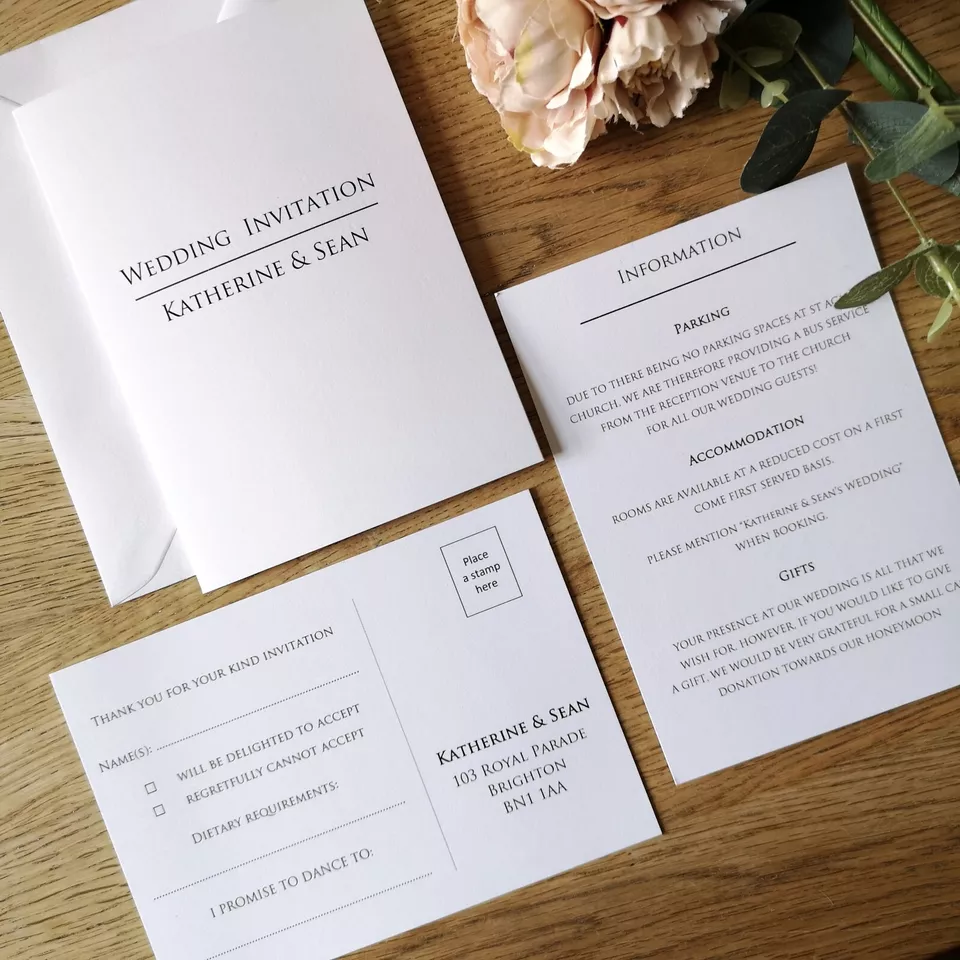 WEDDING INVITATION
KATHERINE & SEAN
INFORMATION
PARKING
DUE TO THERE BEING NO PARKING SPACES AT ST
CHURCH, WE ARE THEREFORE PROVIDING A BUS SERVICE
FROM THE RECEPTION VENUE TO THE CHURCH
FOR ALL OUR WEDDING GUESTS!
ACCOMMODATION
ROOMS ARE AVAILABLE AT A REDUCED COST ON A FIRST
COME FIRST SERVED BASIS.
PLEASE MENTION "KATHERINE & SEAN'S WEDDING"
WHEN BOOKING.
GIFTS
YOUR PRESENCE AT OUR WEDDING IS ALL THAT WE
WISH FOR. HOWEVER, IF YOU WOULD LIKE TO GIVE
A GIFT, WE WOULD BE VERY GRATEFUL FOR A SMALL
DONATION TOWARDS OUR HONEYMOON
THANK YOU FOR YOUR KIND INVITATION
NAME(S):
WILL BE DELIGHTED TO ACCEPT
REGRETFULLY CANNOT ACCEPT
DIETARY REQUIREMENTS:
I PROMISE TO DANCE TO:
Place
a stamp
here
KATHERINE & SEAN
103 ROYAL PARADE
BRIGHTON
BN1 1AA